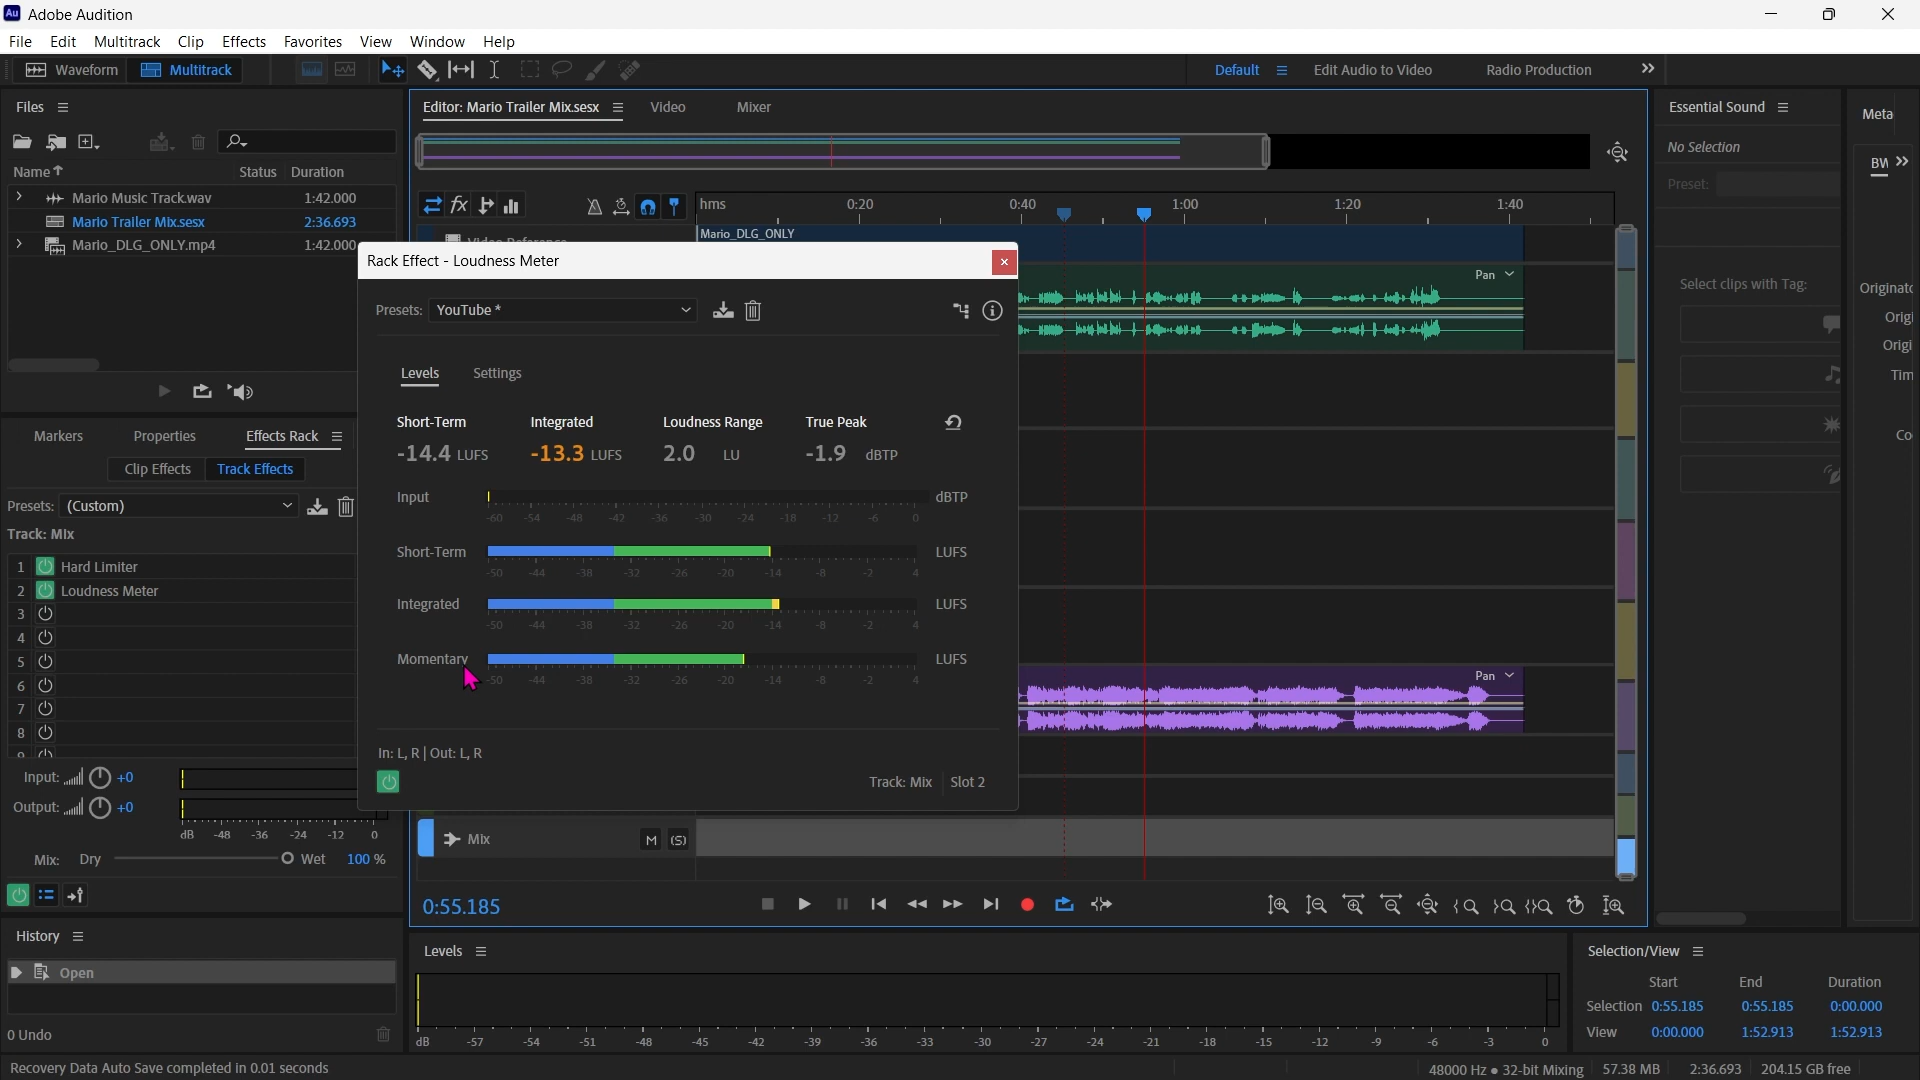 Au Adobe Audition
File Edit Multitrack Clip Effects Favorites View Window Help
Waveform Multitrack Default Edit Audio to Video Radio Production
Files
Name Status Duration
Mario Music Track.wav 1:42.000
Mario Trailer Mix.sesx 2:36.693
Mario_DLG_ONLY.mp4 1:42.000
Editor: Mario Trailer Mix.sesx Video Mixer
fx hms 0:20 0:40 1:00 1:20 1:40
Mario_DLG_ONLY
Pan
Essential Sound
No Selection
Preset:
Select clips with Tag:
Meta
BW
Originato
Origi
Origi
Tim
Co
Rack Effect - Loudness Meter
Presets: YouTube *
Levels Settings
Short-Term Integrated Loudness Range True Peak
-14.4 LUFS -13.3 LUFS 2.0 LU -1.9 dBTP
Input dBTP
-60 -54 -48 -42 -36 -30 -24 -18 -12 -6 0
Short-Term LUFS
-50 -44 -38 -32 -26 -20 -14 -8 -2 4
Integrated LUFS
-50 -44 -38 -32 -26 -20 -14 -8 -2 4
Momentary LUFS
-50 -44 -38 -32 -26 -20 -14 -8 -2 4
In: L, R | Out: L, R
Track: Mix Slot 2
Markers Properties Effects Rack
Clip Effects Track Effects
Presets: (Custom)
Track: Mix
1 Hard Limiter
2 Loudness Meter
3
4
5
6
7
8
9
Input: +0
Output: +0
dB -48 -36 -24 -12 0
Mix: Dry Wet 100 %
Pan
Mix M (S)
0:55.185
History
Open
0 Undo
Levels
dB -57 -54 -51 -48 -45 -42 -39 -36 -33 -30 -27 -24 -21 -18 -15 -12 -9 -6 -3 0
Selection/View
Start End Duration
Selection 0:55.185 0:55.185 0:00.000
View 0:00.000 1:52.913 1:52.913
Recovery Data Auto Save completed in 0.01 seconds
48000 Hz ● 32-bit Mixing 57.38 MB 2:36.693 204.15 GB free